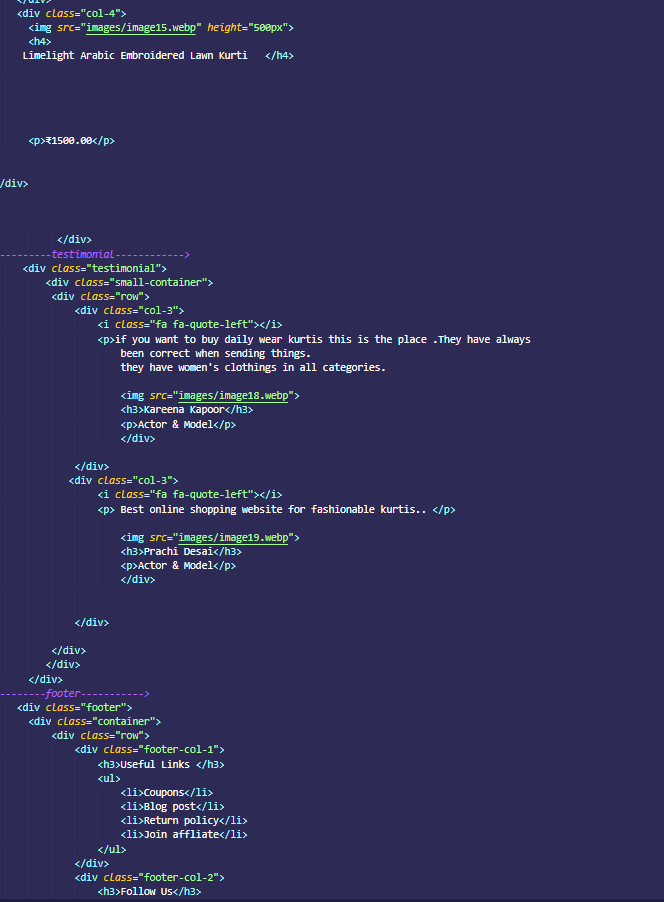 </div>
<div class="col-4">
<img src="images/image15.webp" height="500px">
<h4>
Limelight Arabic Embroidered Lawn Kurti </h4>
<p>₹1500.00</p>
/div>
</div>
---------testimonial------------>
<div class="testimonial">
<div class="small-container">
<div class="row">
<div class="col-3">
<i class="fa fa-quote-left"></i>
<p>if you want to buy daily wear kurtis this is the place .They have always
been correct when sending things.
they have women's clothings in all categories.
<img src="images/image18.webp">
<h3>Kareena Kapoor</h3>
<p>Actor & Model</p>
</div>
</div>
<div class="col-3">
<i class="fa fa-quote-left"></i>
<p> Best online shopping website for fashionable kurtis.. </p>
<img src="images/image19.webp">
<h3>Prachi Desai</h3>
<p>Actor & Model</p>
</div>
</div>
</div>
</div>
</div>
--------footer----------->
<div class="footer">
<div class="container">
<div class="row">
<div class="footer-col-1">
<h3>Useful Links </h3>
<ul>
<li>Coupons</li>
<li>Blog post</li>
<li>Return policy</li>
<li>Join affliate</li>
</ul>
</div>
<div class="footer-col-2">
<h3>Follow Us</h3>